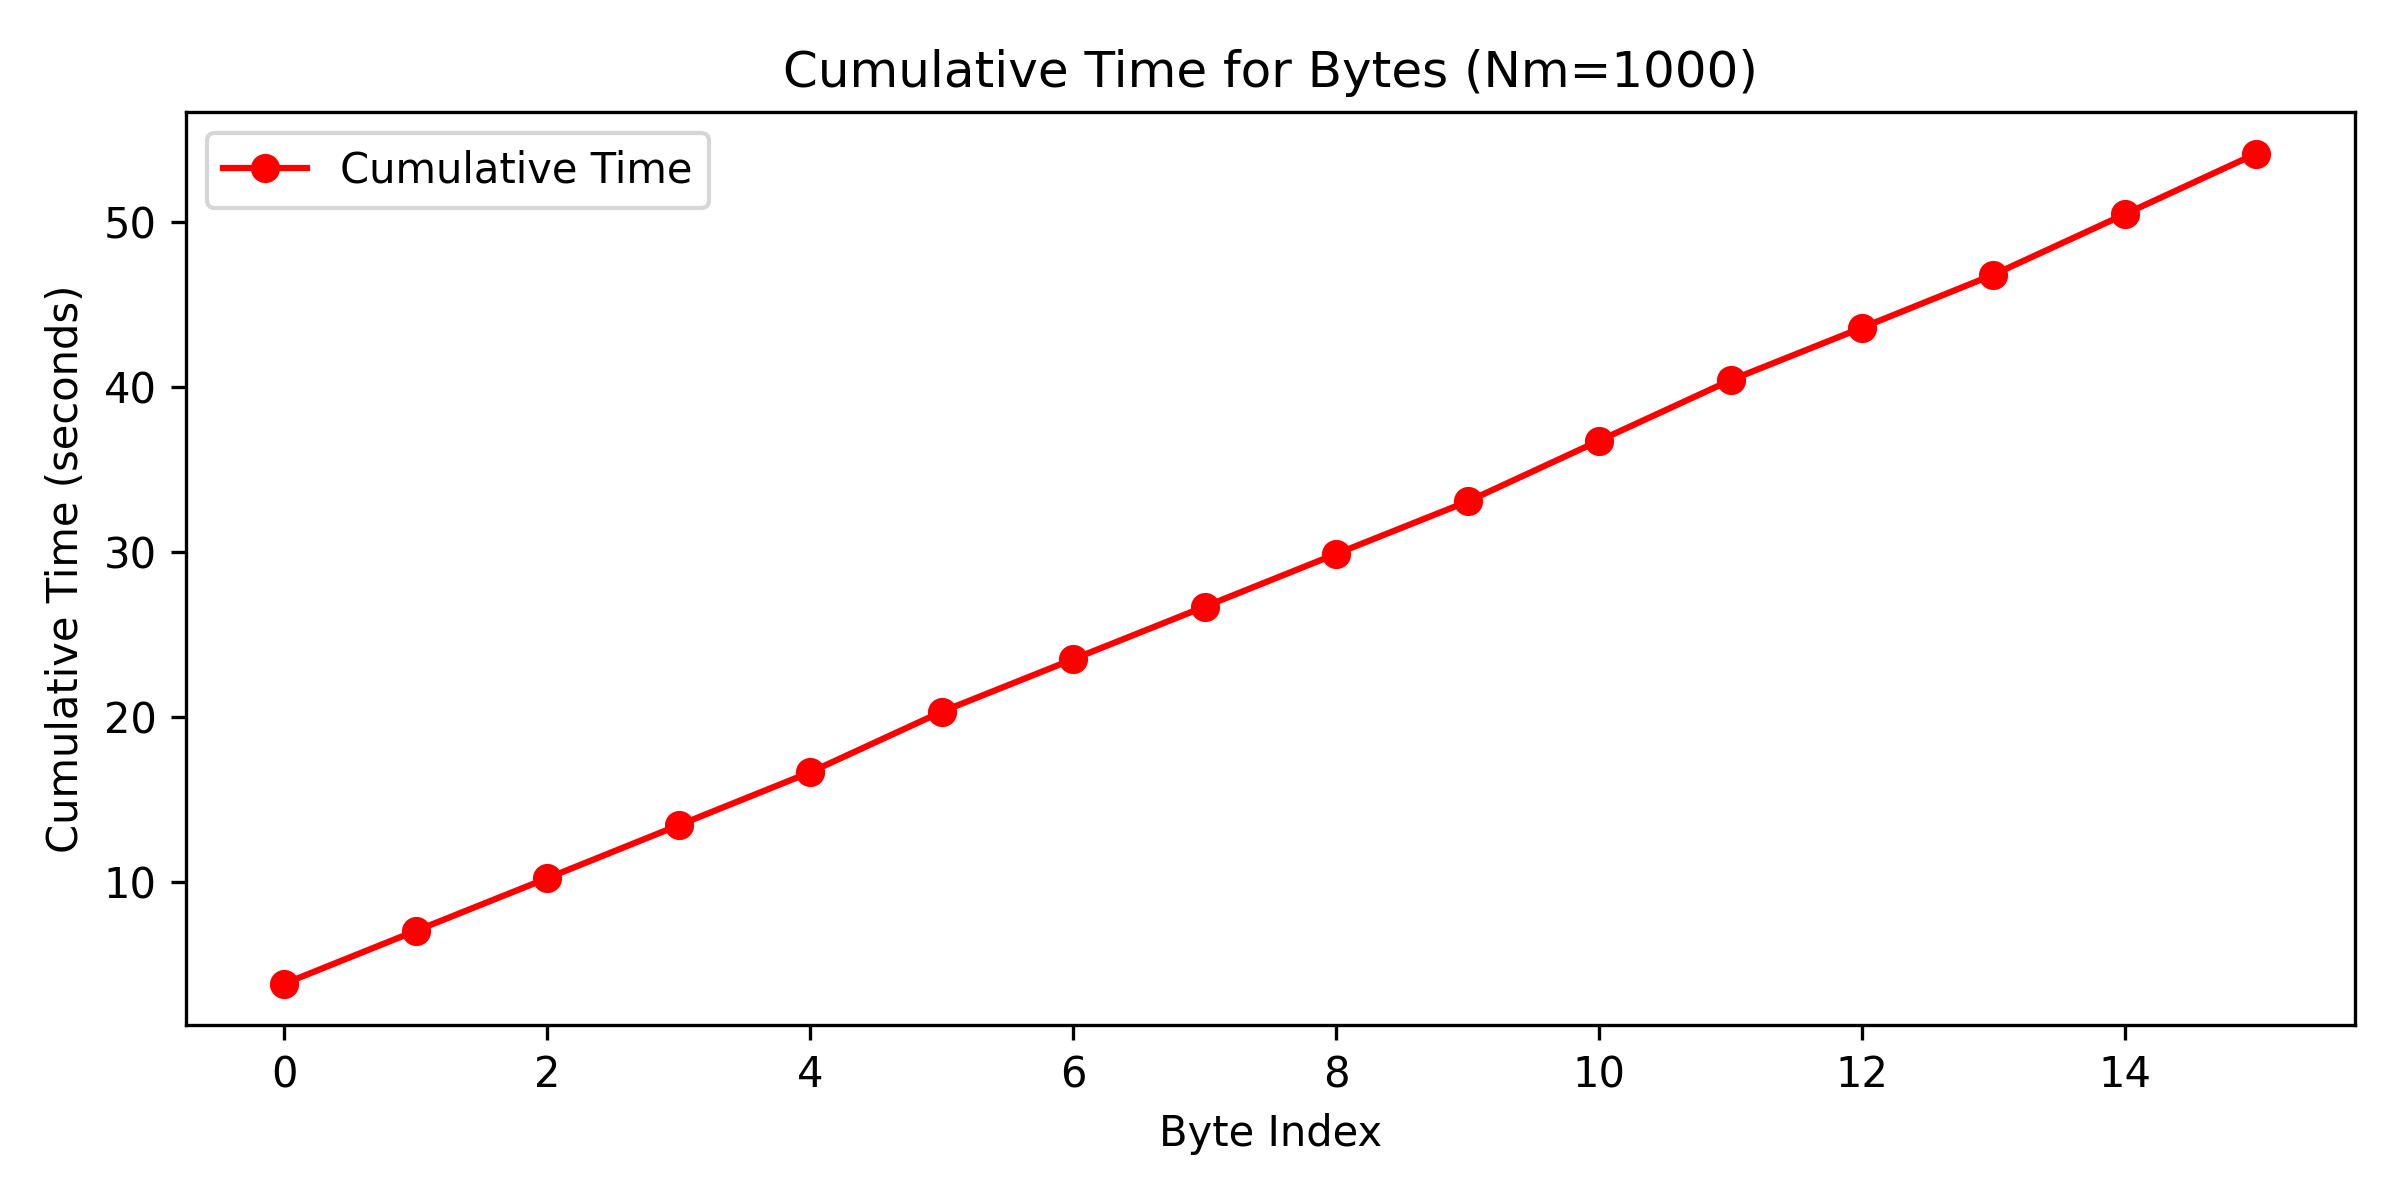 Cumulative Time for Bytes (Nm=1000)
Cumulative Time
Cumulative Time (seconds)
50
40
30
20
10
0 2 4 6 8 10 12 14
Byte Index